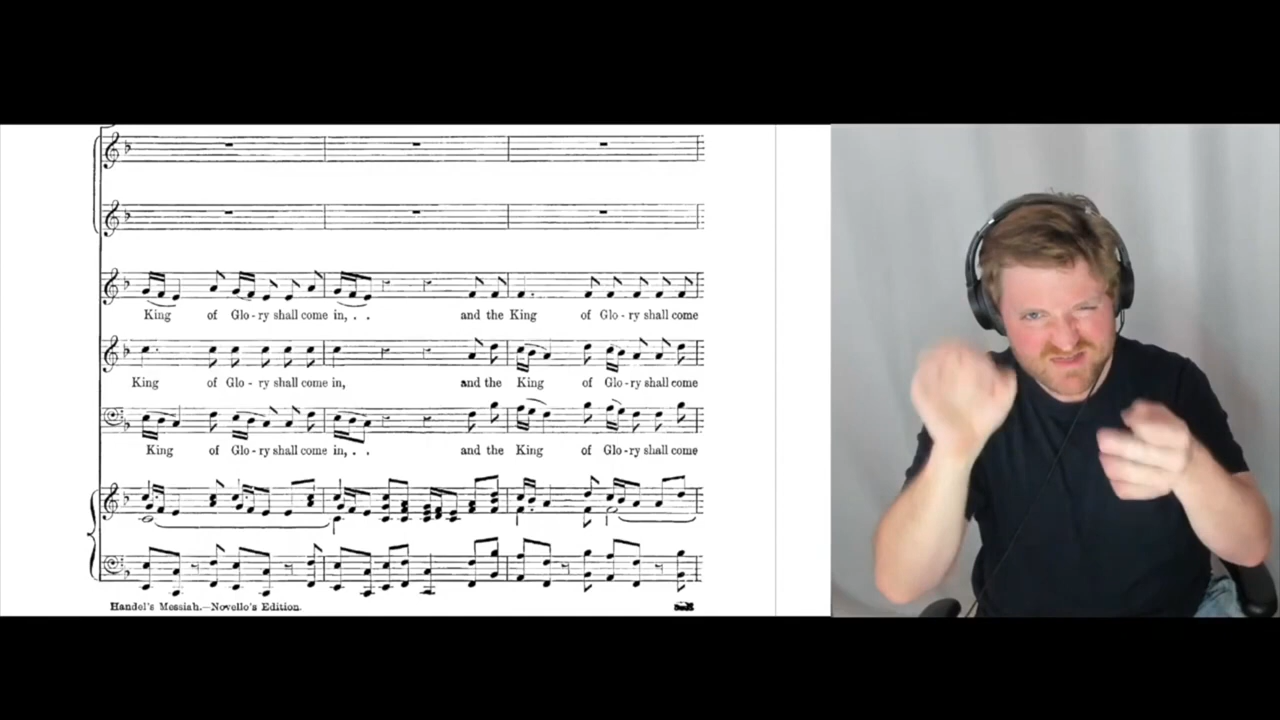 King of Glo - ry shall come in, . . and the King of Glo - ry shall come
King of Glo - ry shall come in, and the King of Glo - ry shall come
King of Glo - ry shall come in, . . and the King of Glo - ry shall come
Handel's Messiah.—Novello's Edition.